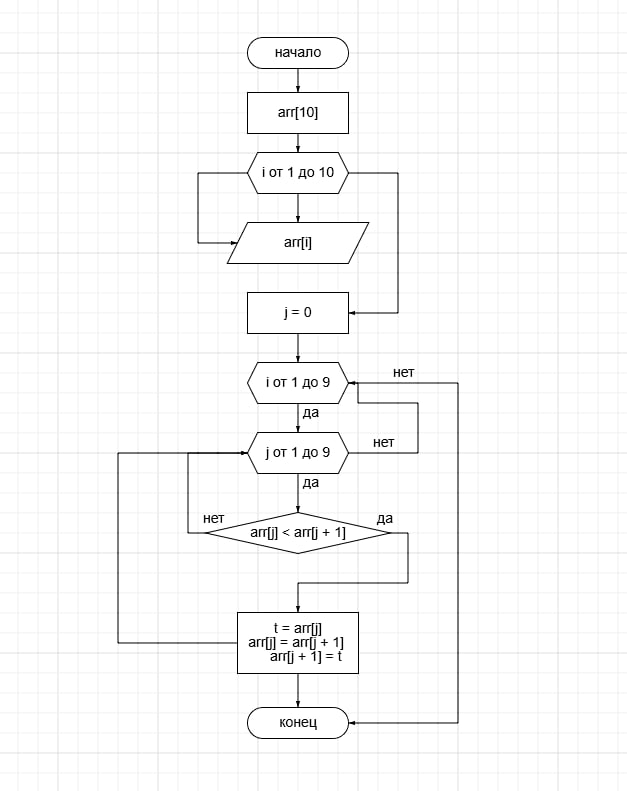 начало
arr[10]
i от 1 до 10
arr[i]
j = 0
i от 1 до 9
нет
да
j от 1 до 9
нет
да
нет
да
arr[j] < arr[j + 1]
t = arr[j]
arr[j] = arr[j + 1]
arr[j + 1] = t
конец